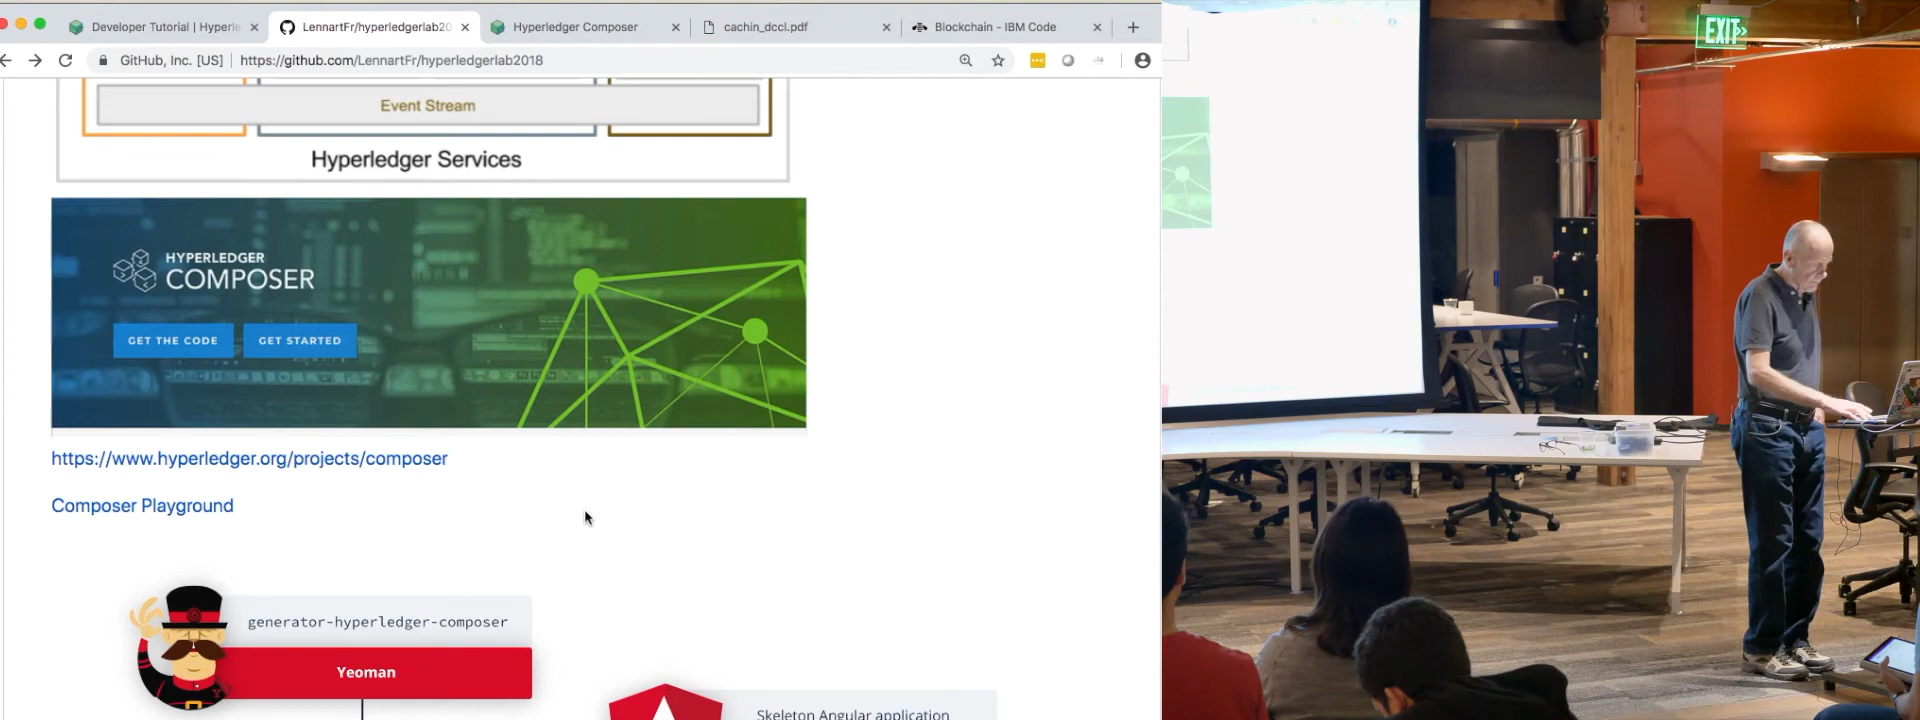 Developer Tutorial | Hyperle
LennartFr/hyperledgerlab20
Hyperledger Composer
cachin_dccl.pdf
Blockchain - IBM Code
GitHub, Inc. [US]
https://github.com/LennartFr/hyperledgerlab2018
Event Stream
Hyperledger Services
HYPERLEDGER
COMPOSER
GET THE CODE
GET STARTED
https://www.hyperledger.org/projects/composer
Composer Playground
generator-hyperledger-composer
Yeoman
Skeleton Angular application
EXIT